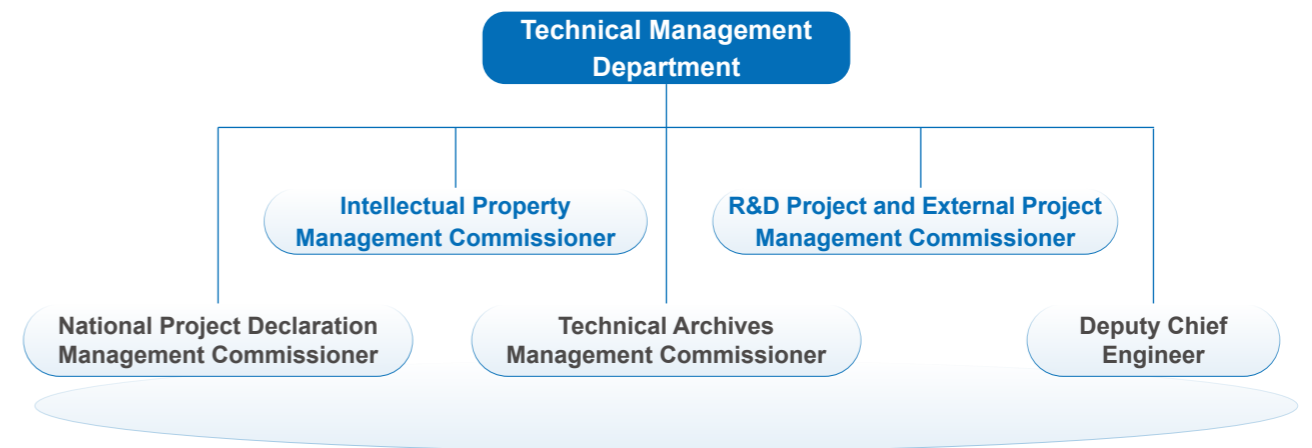 Technical Management
Department
Intellectual Property
Management Commissioner
R&D Project and External Project
Management Commissioner
National Project Declaration
Management Commissioner
Technical Archives
Management Commissioner
Deputy Chief
Engineer